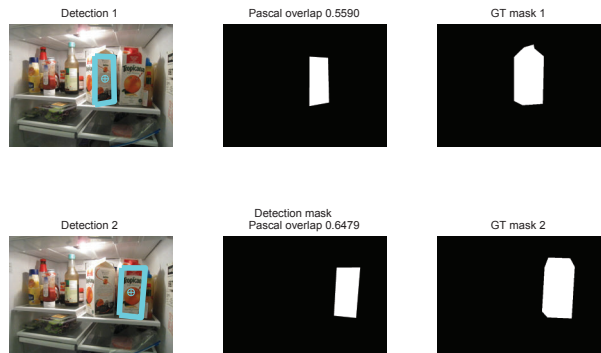 Detection 1
Pascal overlap 0.5590
GT mask 1
Tropicana
Detection 2
Detection mask
Pascal overlap 0.6479
GT mask 2